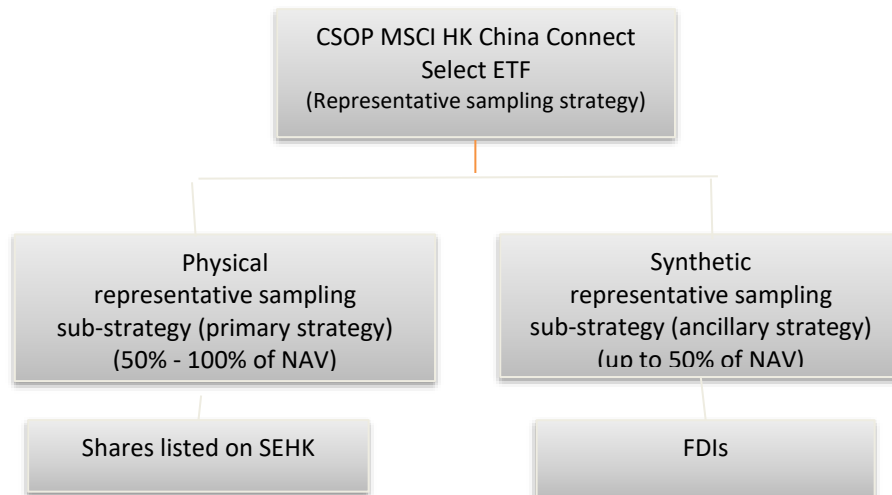 CSOP MSCI HK China Connect
Select ETF
(Representative sampling strategy)
Physical
representative sampling
sub-strategy (primary strategy)
(50% - 100% of NAV)
Synthetic
representative sampling
sub-strategy (ancillary strategy)
(up to 50% of NAV)
Shares listed on SEHK
FDIs